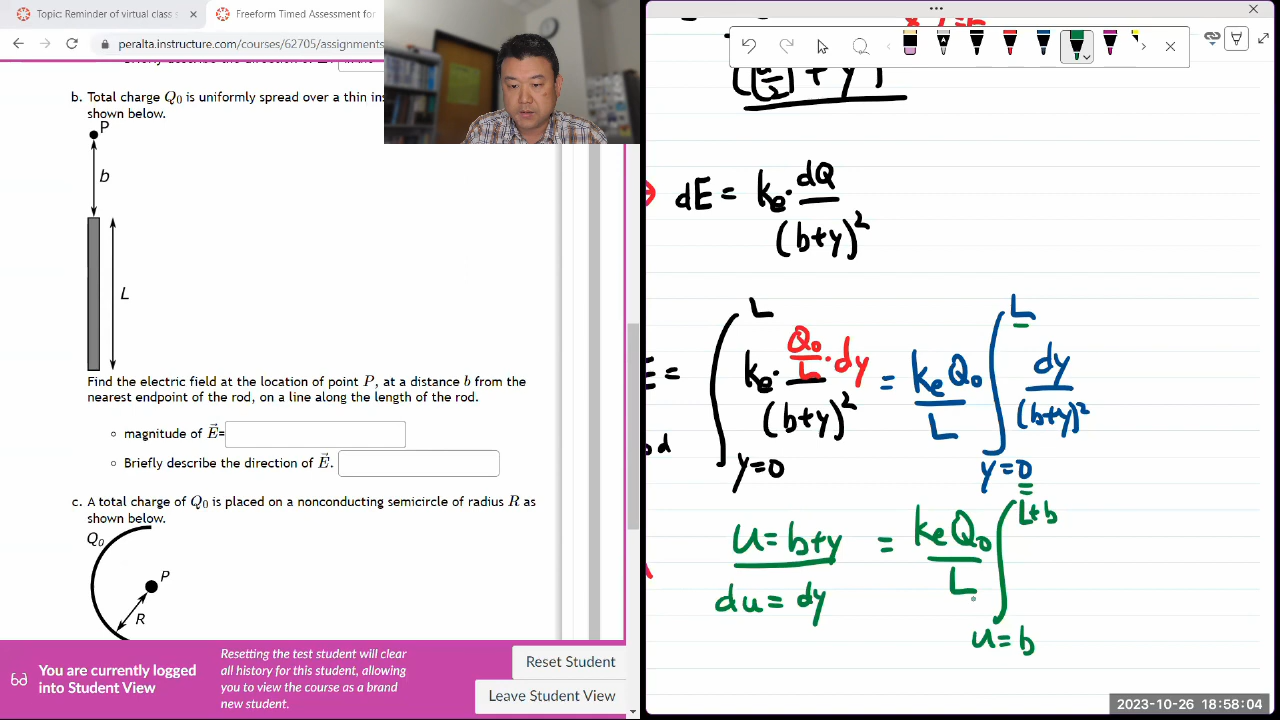 Topic: Reminder of virtual class s
Freeform Timed Assessment for
peralta.instructure.com/courses/62705/assignments
b. Total charge Q₀ is uniformly spread over a thin ins
shown below.
P
b
L
Find the electric field at the location of point P, at a distance b from the
nearest endpoint of the rod, on a line along the length of the rod.
magnitude of E⃗=
Briefly describe the direction of E⃗.
c. A total charge of Q₀ is placed on a nonconducting semicircle of radius R as
shown below.
Q₀
P
R
You are currently logged
into Student View
Resetting the test student will clear
all history for this student, allowing
you to view the course as a brand
new student.
Reset Student
Leave Student View
dE = ke · dQ / (b+y)²
E = ∫_{y=0}^{L} ke · (Q₀/L · dy) / (b+y)² = keQ₀/L ∫_{y=0}^{L} dy / (b+y)²
u = b+y = keQ₀/L ∫_{u=b}^{L+b}
du = dy
2023-10-26 18:58:04